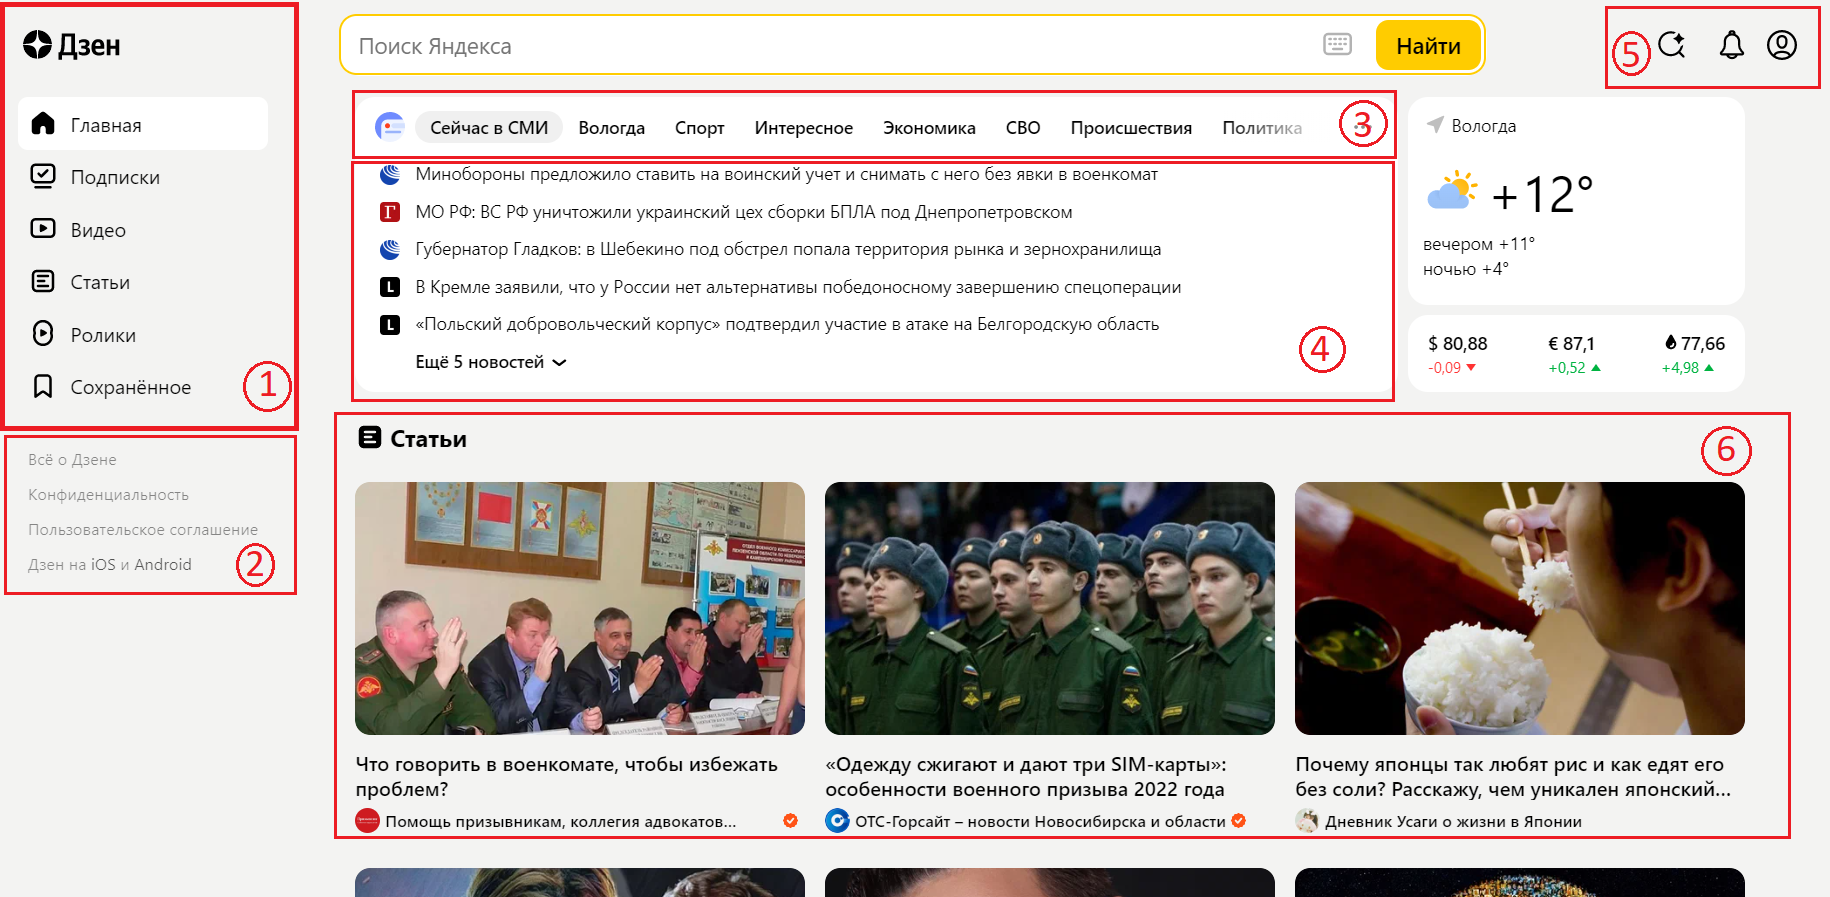 Дзен
Главная
Подписки
Видео
Статьи
Ролики
Сохранённое
1
Всё о Дзене
Конфиденциальность
Пользовательское соглашение
Дзен на iOS и Android
2
Поиск Яндекса
Найти
5
Сейчас в СМИ Вологда Спорт Интересное Экономика СВО Происшествия Политика
3
Минобороны предложило ставить на воинский учет и снимать с него без явки в военкомат
Г МО РФ: ВС РФ уничтожили украинский цех сборки БПЛА под Днепропетровском
Губернатор Гладков: в Шебекино под обстрел попала территория рынка и зернохранилища
L В Кремле заявили, что у России нет альтернативы победоносному завершению спецоперации
L «Польский добровольческий корпус» подтвердил участие в атаке на Белгородскую область
Ещё 5 новостей
4
Вологда
+12°
вечером +11°
ночью +4°
$ 80,88 € 87,1 77,66
-0,09 +0,52 +4,98
Статьи
6
Что говорить в военкомате, чтобы избежать
проблем?
Помощь призывникам, коллегия адвокатов...
«Одежду сжигают и дают три SIM-карты»:
особенности военного призыва 2022 года
ОТС-Горсайт – новости Новосибирска и области
Почему японцы так любят рис и как едят его
без соли? Расскажу, чем уникален японский...
Дневник Усаги о жизни в Японии